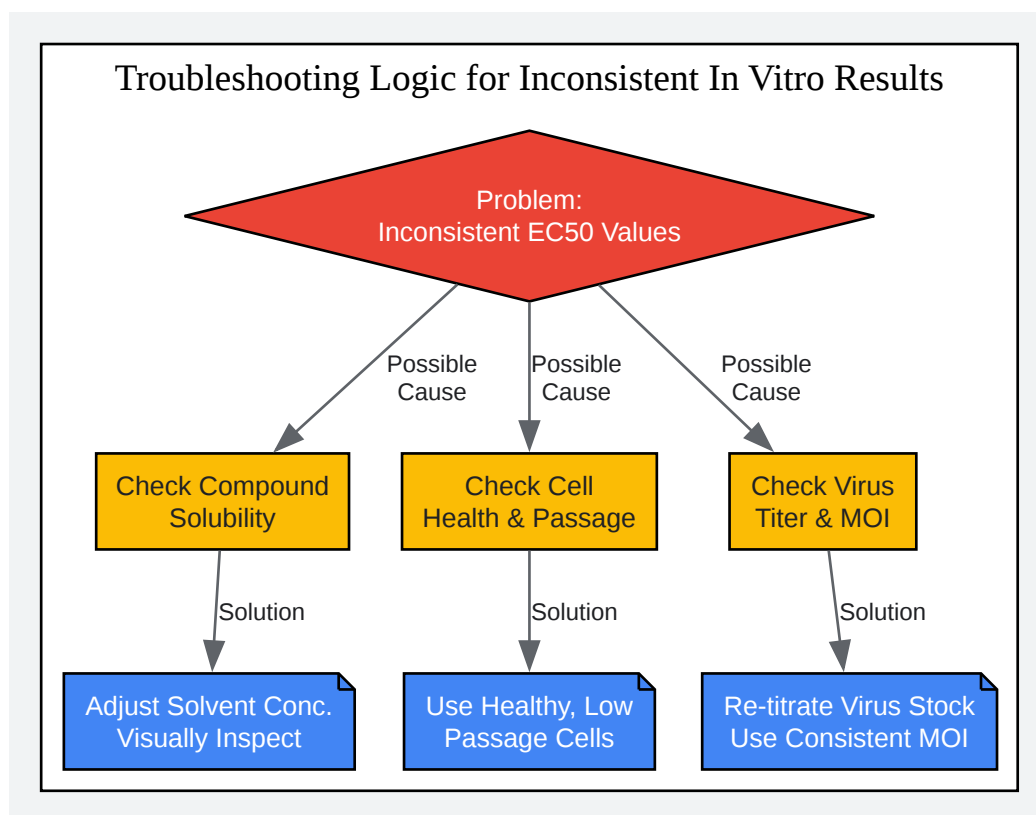 Troubleshooting Logic for Inconsistent In Vitro Results
Problem:
Inconsistent EC50 Values
Possible
Cause
Possible
Cause
Possible
Cause
Check Compound
Solubility
Check Cell
Health & Passage
Check Virus
Titer & MOI
Solution
Solution
Solution
Adjust Solvent Conc.
Visually Inspect
Use Healthy, Low
Passage Cells
Re-titrate Virus Stock
Use Consistent MOI